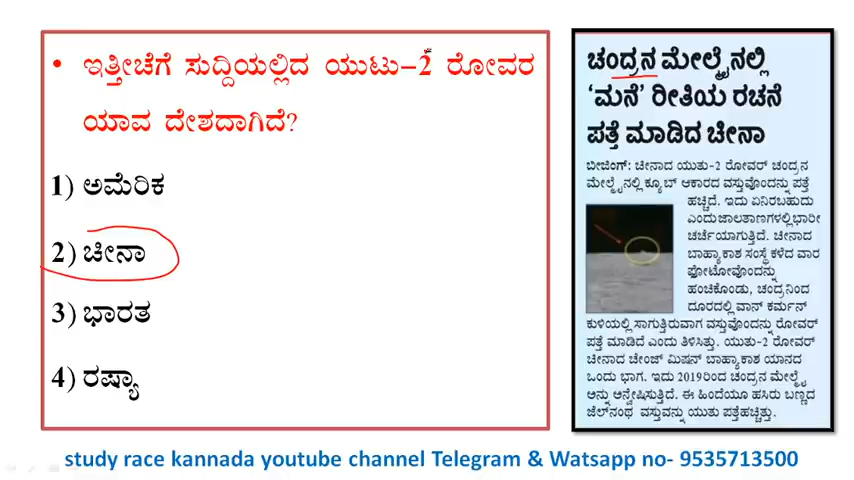 • ಇತ್ತೀಚೆಗೆ ಸುದ್ದಿಯಲ್ಲಿದ ಯುಟು-2 ರೋವರ
ಯಾವ ದೇಶದಾಗಿದೆ?
1) ಅಮೆರಿಕ
2) ಚೀನಾ
3) ಭಾರತ
4) ರಷ್ಯಾ
ಚಂದ್ರನ ಮೇಲ್ಮೈನಲ್ಲಿ
‘ಮನೆ’ ರೀತಿಯ ರಚನೆ
ಪತ್ತೆ ಮಾಡಿದ ಚೀನಾ
ಬೀಜಿಂಗ್: ಚೀನಾದ ಯುತು-2 ರೋವರ್ ಚಂದ್ರನ
ಮೇಲ್ಮೈನಲ್ಲಿ ಕ್ಯೂಬ್ ಆಕಾರದ ವಸ್ತುವೊಂದನ್ನು ಪತ್ತೆ
ಹಚ್ಚಿದೆ. ಇದು ಏನಿರಬಹುದು
ಎಂದು ಜಾಲತಾಣಗಳಲ್ಲಿ ಭಾರೀ
ಚರ್ಚೆಯಾಗುತ್ತಿದೆ. ಚೀನಾದ
ಬಾಹ್ಯಾಕಾಶ ಸಂಸ್ಥೆ ಕಳೆದ ವಾರ
ಫೋಟೋವೊಂದನ್ನು
ಹಂಚಿಕೊಂಡು, ಚಂದ್ರನಿಂದ
ದೂರದಲ್ಲಿ ವಾನ್ ಕರ್ಮನ್
ಕುಳಿಯಲ್ಲಿ ಸಾಗುತ್ತಿರುವಾಗ ವಸ್ತುವೊಂದನ್ನು ರೋವರ್
ಪತ್ತೆ ಮಾಡಿದೆ ಎಂದು ತಿಳಿಸಿತ್ತು. ಯುತು-2 ರೋವರ್
ಚೀನಾದ ಚೇಂಜ್ ಮಿಷನ್ ಬಾಹ್ಯಾಕಾಶ ಯಾನದ
ಒಂದು ಭಾಗ. ಇದು 2019ರಿಂದ ಚಂದ್ರನ ಮೇಲ್ಮೈ
ಅನ್ನು ಅನ್ವೇಷಿಸುತ್ತಿದೆ. ಈ ಹಿಂದೆಯೂ ಹಸಿರು ಬಣ್ಣದ
ಜೆಲ್‌ನಂಥ ವಸ್ತುವನ್ನು ಯುತು ಪತ್ತೆಹಚ್ಚಿತ್ತು.
study race kannada youtube channel Telegram & Watsapp no- 9535713500